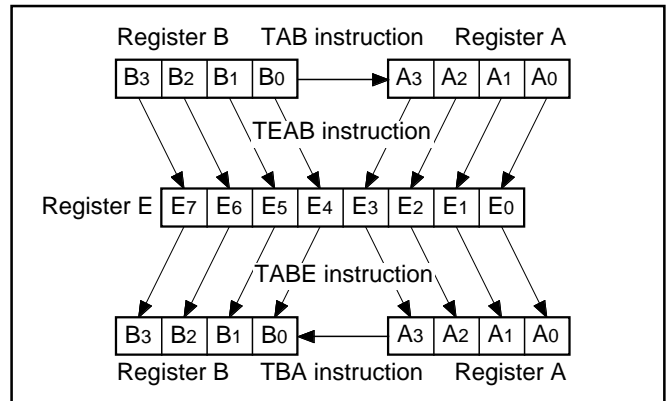 Register B TAB instruction Register A
B3 B2 B1 B0 A3 A2 A1 A0
TEAB instruction
Register E E7 E6 E5 E4 E3 E2 E1 E0
TABE instruction
B3 B2 B1 B0 A3 A2 A1 A0
Register B TBA instruction Register A